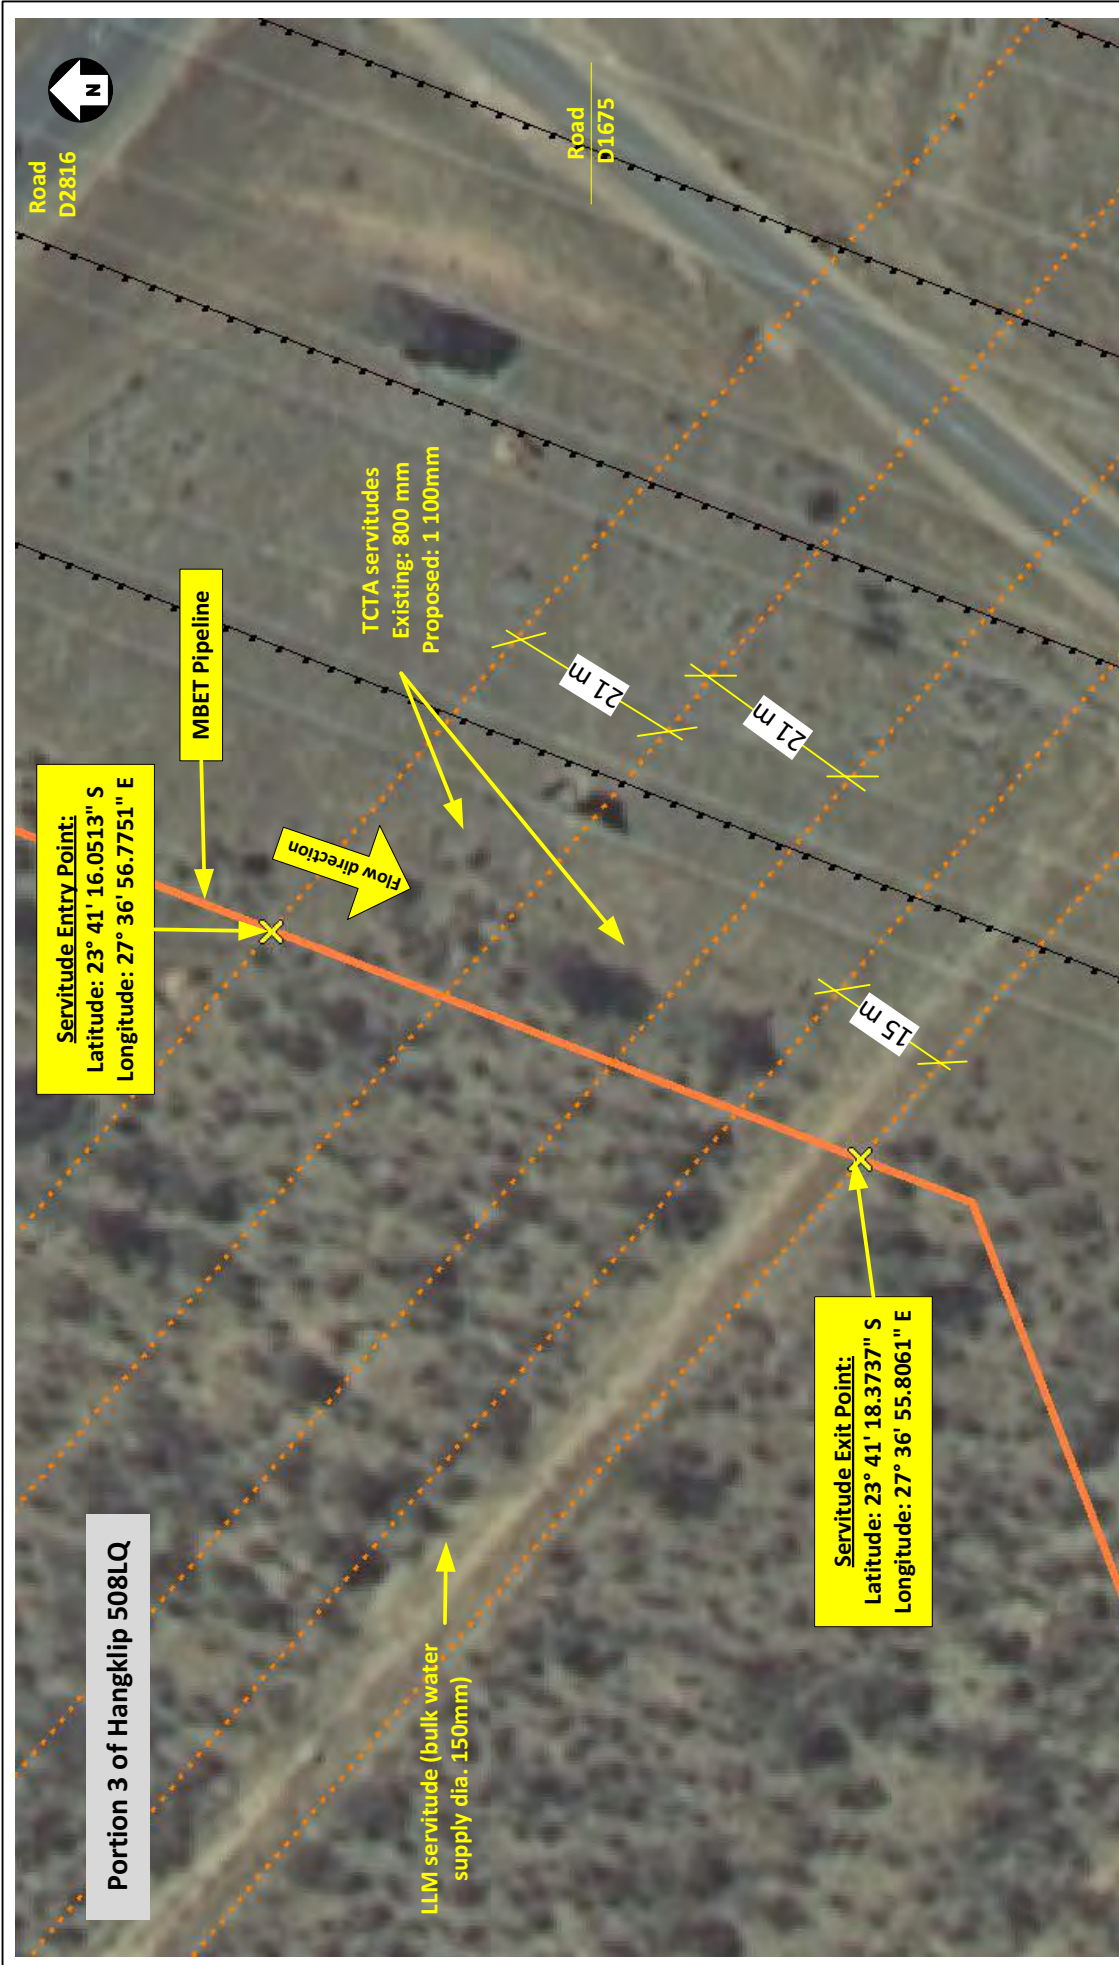 Portion 3 of Hangklip 508LQ
Servitude Entry Point:
Latitude: 23° 41' 16.0513" S
Longitude: 27° 36' 56.7751" E
MBET Pipeline
Road
D2816
N
Flow direction
TCTA servitudes
Existing: 800 mm
Proposed: 1 100mm
Road
D1675
21 m
21 m
15 m
LLM servitude (bulk water
supply dia. 150mm)
Servitude Exit Point:
Latitude: 23° 41' 18.3737" S
Longitude: 27° 36' 55.8061" E